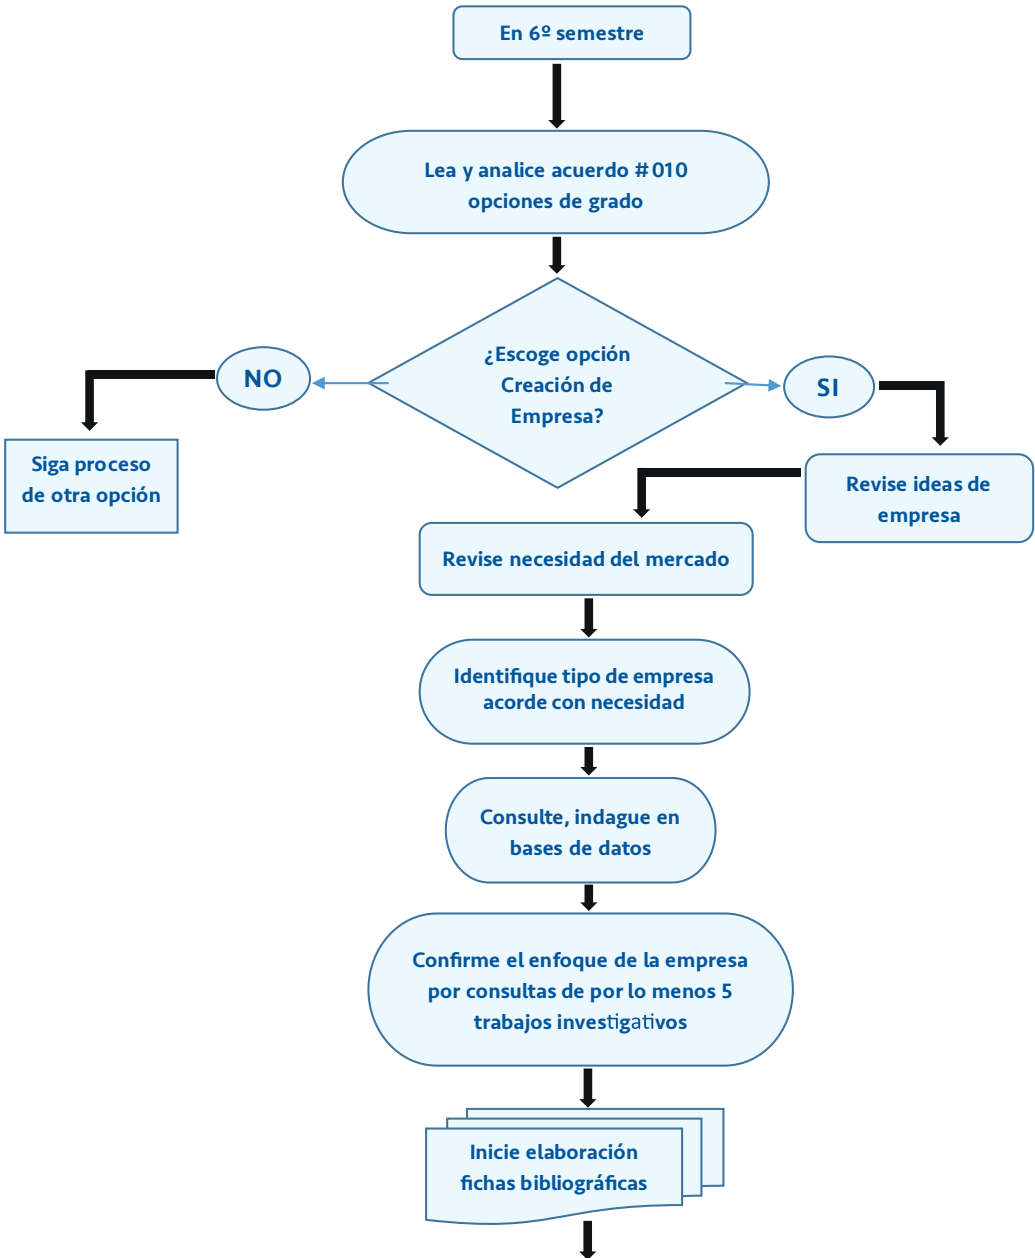 En 6º semestre
Lea y analice acuerdo #010
opciones de grado
¿Escoge opción
Creación de
Empresa?
NO
SI
Siga proceso
de otra opción
Revise ideas de
empresa
Revise necesidad del mercado
Identifique tipo de empresa
acorde con necesidad
Consulte, indague en
bases de datos
Confirme el enfoque de la empresa
por consultas de por lo menos 5
trabajos investigativos
Inicie elaboración
fichas bibliográficas